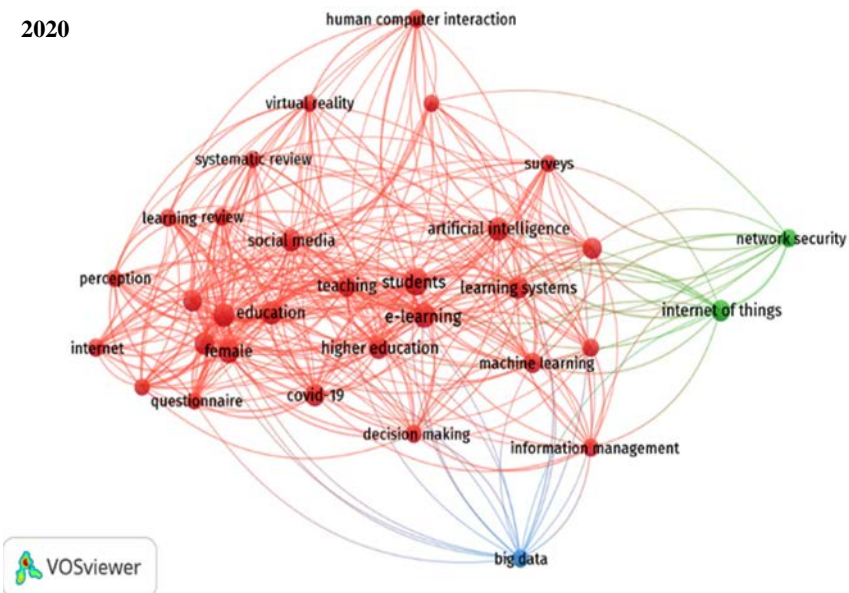 2020
human computer interaction
virtual reality
systematic review
surveys
learning review
social media
artificial intelligence
network security
perception
teaching students
learning systems
education
e-learning
internet of things
internet
female
higher education
machine learning
questionnaire
covid-19
decision making
information management
big data
VOSviewer